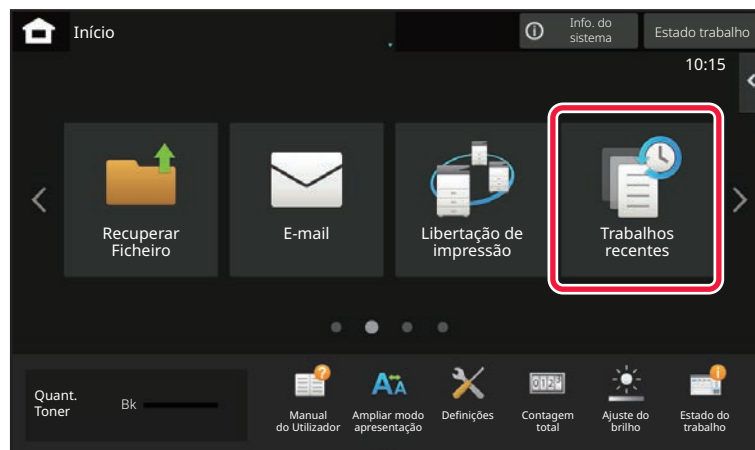 Início
Info. do
sistema
Estado trabalho
10:15
Recuperar
Ficheiro
E-mail
Libertação de
impressão
Trabalhos
recentes
Quant.
Toner
Bk
Manual
do Utilizador
Ampliar modo
apresentação
Definições
Contagem
total
Ajuste do
brilho
Estado do
trabalho